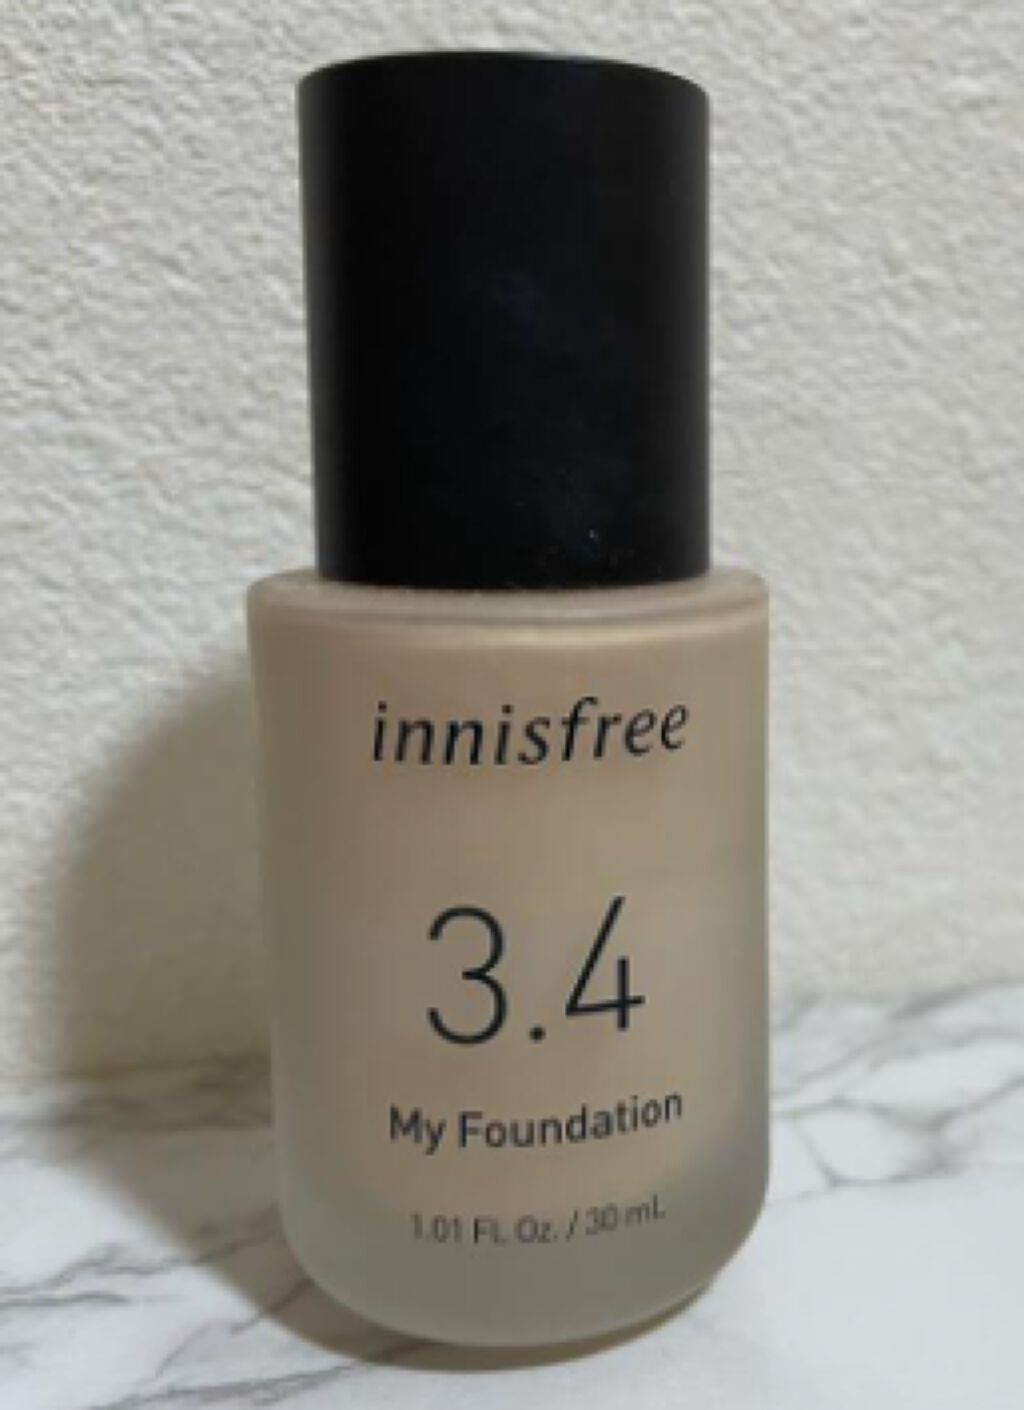 innisfree
3.4
My Foundation
1.01 FL. Oz. / 30 mL